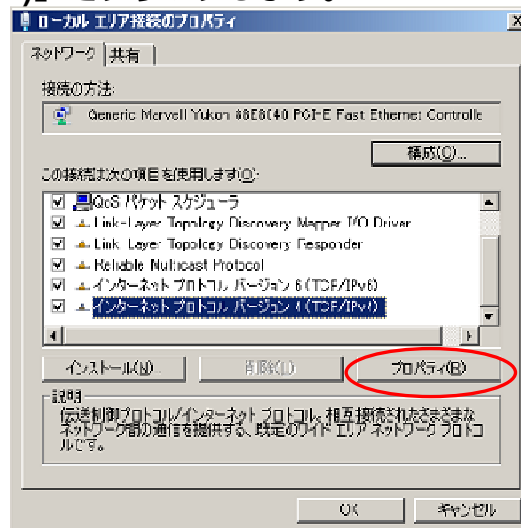 ローカル エリア接続のプロパティ
ネットワーク 共有
接続の方法:
Generic Marvell Yukon 88E8040 PCI-E Fast Ethernet Controlle
構成(C)...
この接続は次の項目を使用します(O):
QoS パケット スケジューラ
Link-Layer Topology Discovery Mapper I/O Driver
Link-Layer Topology Discovery Responder
Reliable Multicast Protocol
インターネット プロトコル バージョン 6 (TCP/IPv6)
インターネット プロトコル バージョン 4 (TCP/IPv4)
インストール(N)... 削除(U) プロパティ(R)
説明
伝送制御プロトコル/インターネット プロトコル。相互接続されたさまざまな
ネットワーク間の通信を提供する、既定のワイド エリア ネットワーク プロトコ
ルです。
OK キャンセル